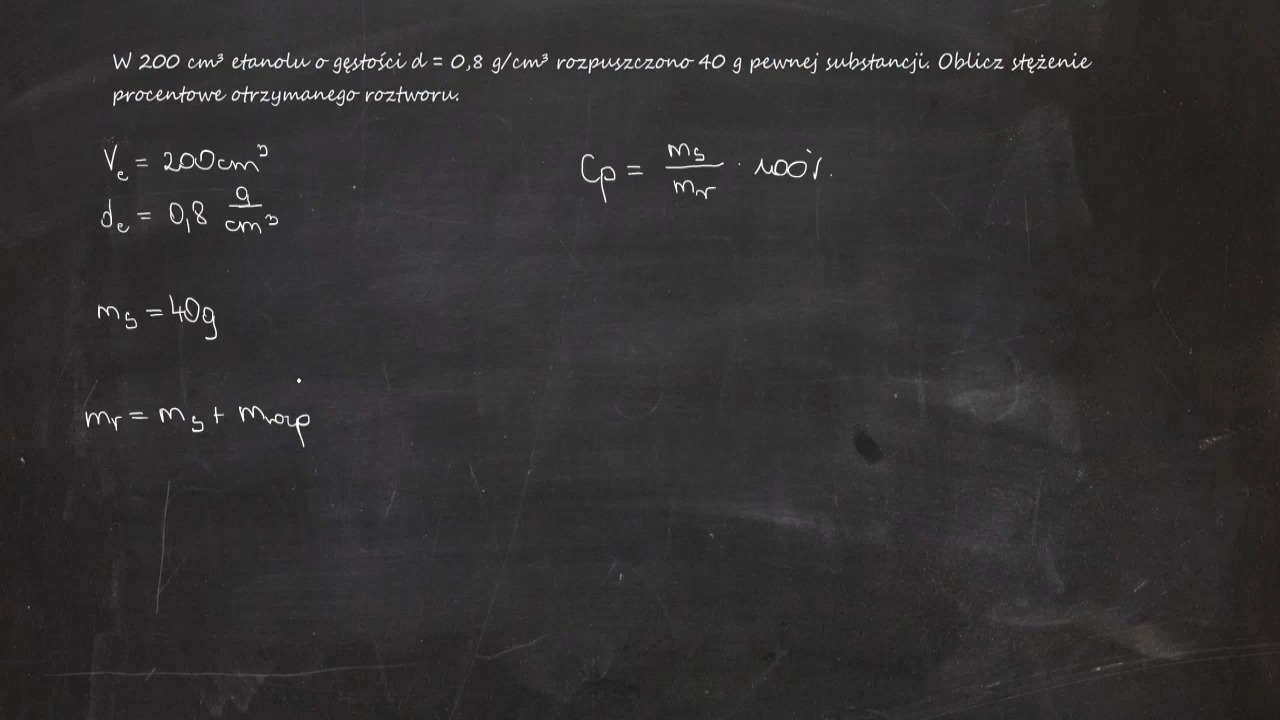 W 200 cm³ etanolu o gęstości d = 0,8 g/cm³ rozpuszczono 40 g pewnej substancji. Oblicz stężenie
procentowe otrzymanego roztworu.
Vₑ = 200cm³
dₑ = 0,8 g/cm³
mₛ = 40g
mᵣ = mₛ + m rozp
Cp = mₛ/mᵣ · 100%